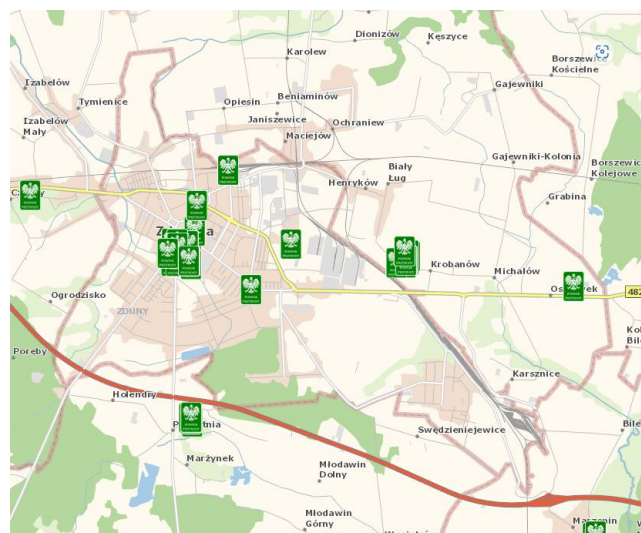 Dionizów
Kęszyce
Karolew
Borszewice
Kościelne
Izabelów
Gajewniki
Tymienice
Beniaminów
Opiesin
Izabelów
Mały
Janiszewice
Ochraniew
Maciejów
Gajewniki-Kolonia
Borszewice
Kolejowe
Biały
Ług
Henryków
Grabina
Krobanów
Michałów
482
Ogrodzisko
ZDUNY
Poręby
Karsznice
Holendry
Swędzieniejewice
Marżynek
Młodawin
Dolny
Młodawin
Górny